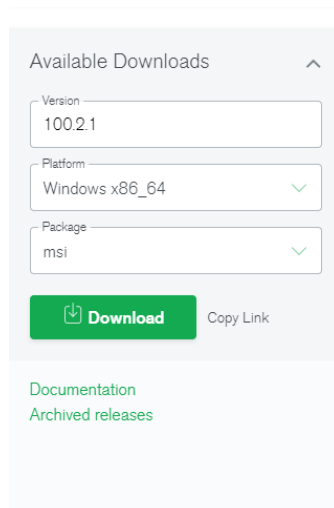 Available Downloads
Version
100.2.1
Platform
Windows x86_64
Package
msi
Download Copy Link
Documentation
Archived releases